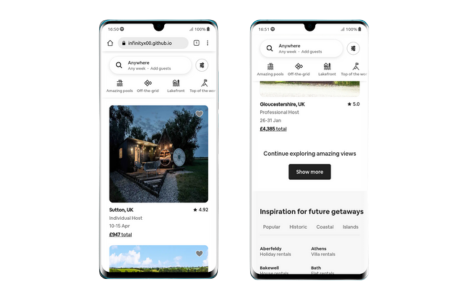 16:50
100%
infinityx00.github.io
Anywhere
Any week · Add guests
Amazing pools Off-the-grid Lakefront Top of the wor
Sutton, UK ★ 4.92
Individual Host
10-15 Apr
£947 total
16:51
100%
Anywhere
Any week · Add guests
Amazing pools Off-the-grid Lakefront Top of the wor
Gloucestershire, UK ★ 5.0
Professional Host
26-31 Jan
£4,385 total
Continue exploring amazing views
Show more
Inspiration for future getaways
Popular Historic Coastal Islands
Aberfeldy Athens
Holiday rentals Villa rentals
Bakewell Bath